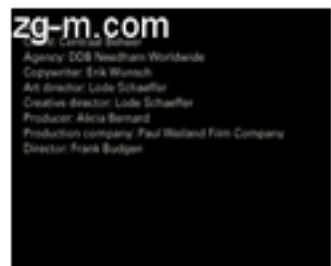 zg-m.com
Client: Centraal Beheer
Agency: DDB Needham Worldwide
Copywriter: Erik Wunsch
Art director: Lode Schaeffer
Creative director: Lode Schaeffer
Producer: Alicia Bernard
Production company: Paul Weiland Film Company
Director: Frank Budgen